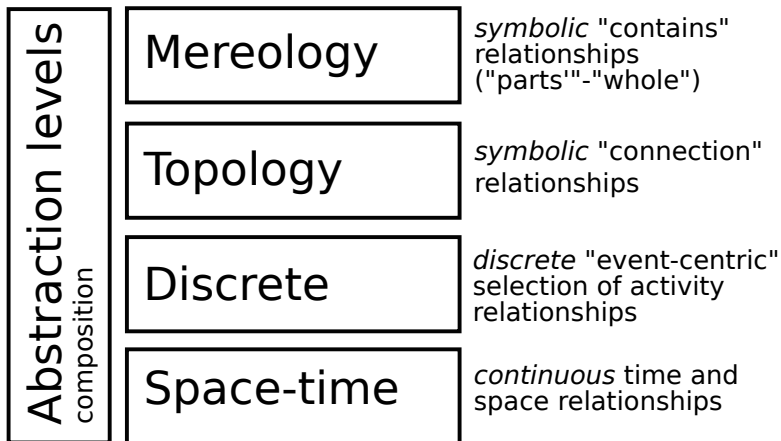 Abstraction levels
composition
Mereology
symbolic "contains"
relationships
("parts'"-"whole")
Topology
symbolic "connection"
relationships
Discrete
discrete "event-centric"
selection of activity
relationships
Space-time
continuous time and
space relationships